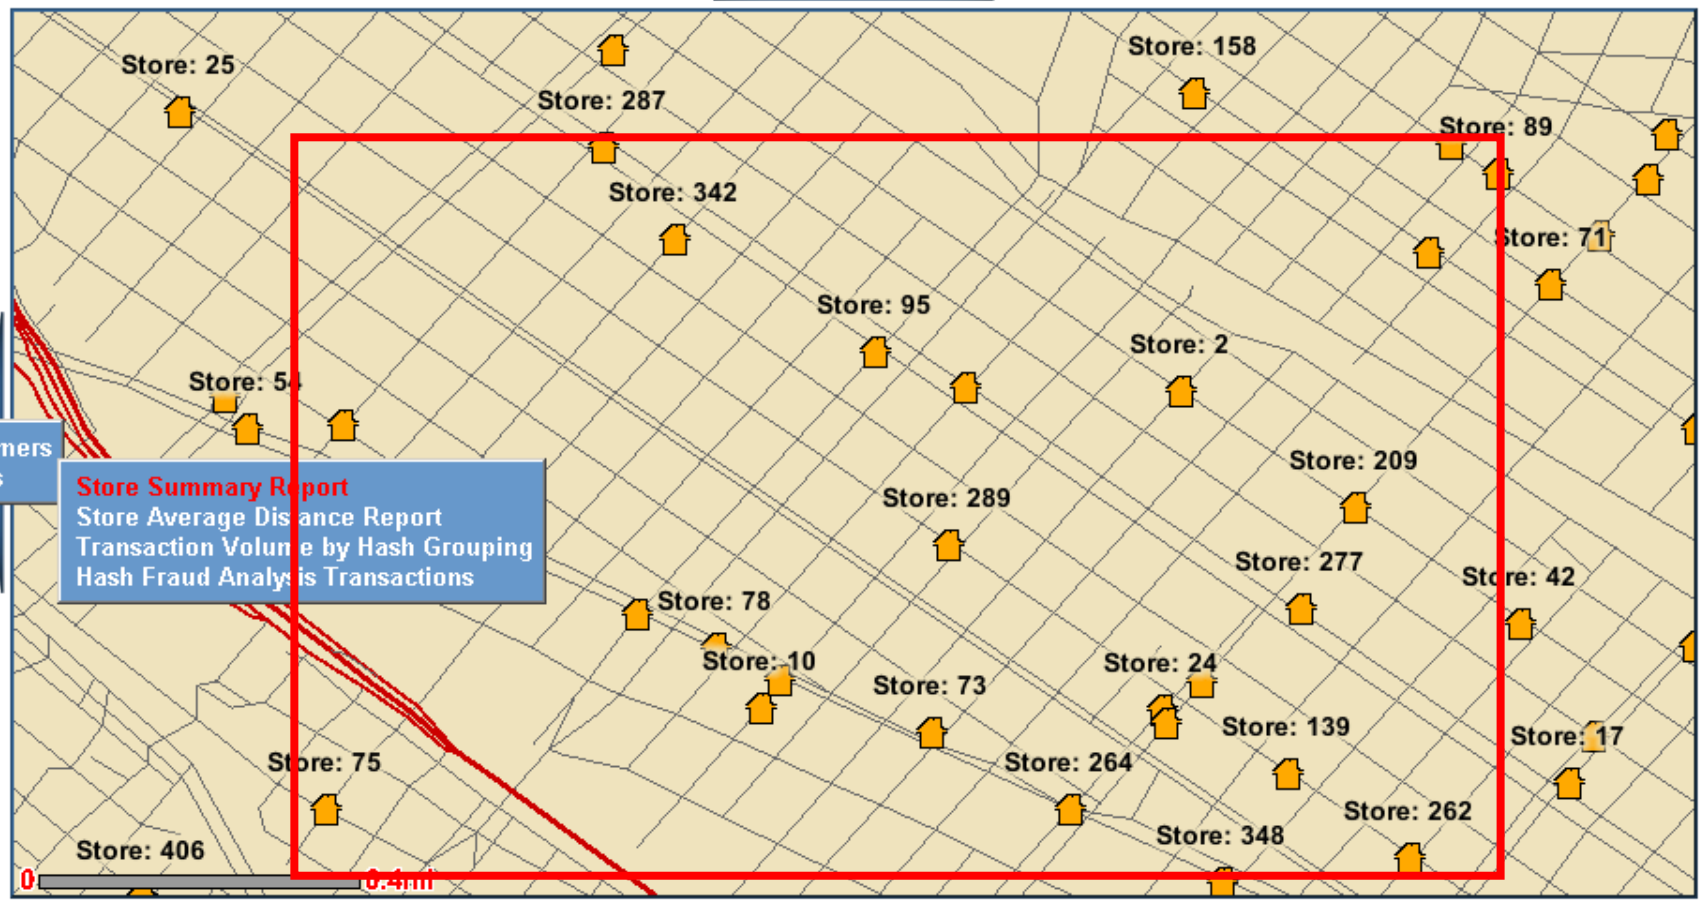 Store: 158
Store: 25
Store: 287
Store: 89
Store: 342
Store: 71
Store: 95
Store: 2
Store: 54
mers
s
Store: 209
Store Summary Report
Store Average Distance Report
Transaction Volume by Hash Grouping
Hash Fraud Analysis Transactions
Store: 289
Store: 277
Store: 42
Store: 78
Store: 10
Store: 24
Store: 73
Store: 139
Store: 17
Store: 75
Store: 264
Store: 262
Store: 348
Store: 406
0 0.4mi